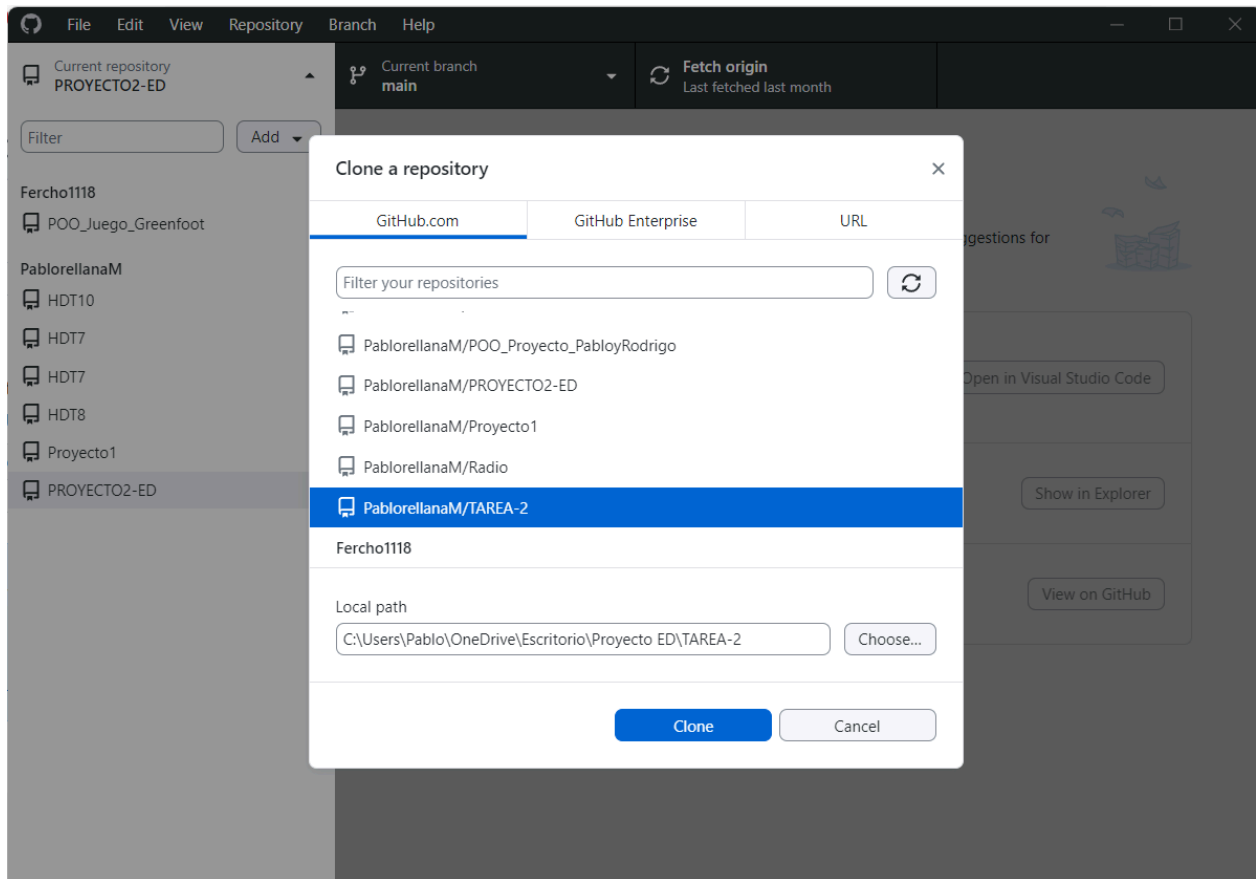 File Edit View Repository Branch Help
Current repository
PROYECTO2-ED
Current branch
main
Fetch origin
Last fetched last month
Filter
Add
Fercho1118
POO_Juego_Greenfoot
PablorellanaM
HDT10
HDT7
HDT7
HDT8
Proyecto1
PROYECTO2-ED
Clone a repository
GitHub.com
GitHub Enterprise
URL
Filter your repositories
PablorellanaM/POO_Proyecto_PabloyRodrigo
PablorellanaM/PROYECTO2-ED
PablorellanaM/Proyecto1
PablorellanaM/Radio
PablorellanaM/TAREA-2
Fercho1118
Local path
C:\Users\Pablo\OneDrive\Escritorio\Proyecto ED\TAREA-2
Choose...
Clone
Cancel
ggestions for
Open in Visual Studio Code
Show in Explorer
View on GitHub